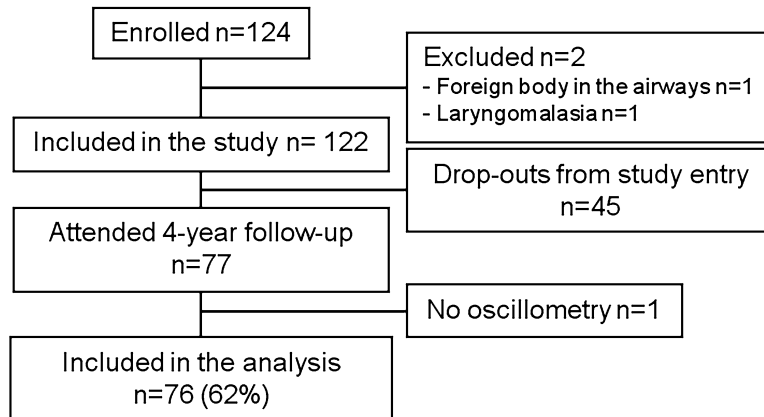 Enrolled n=124
Excluded n=2
- Foreign body in the airways n=1
- Laryngomalasia n=1
Included in the study n= 122
Drop-outs from study entry
n=45
Attended 4-year follow-up
n=77
No oscillometry n=1
Included in the analysis
n=76 (62%)